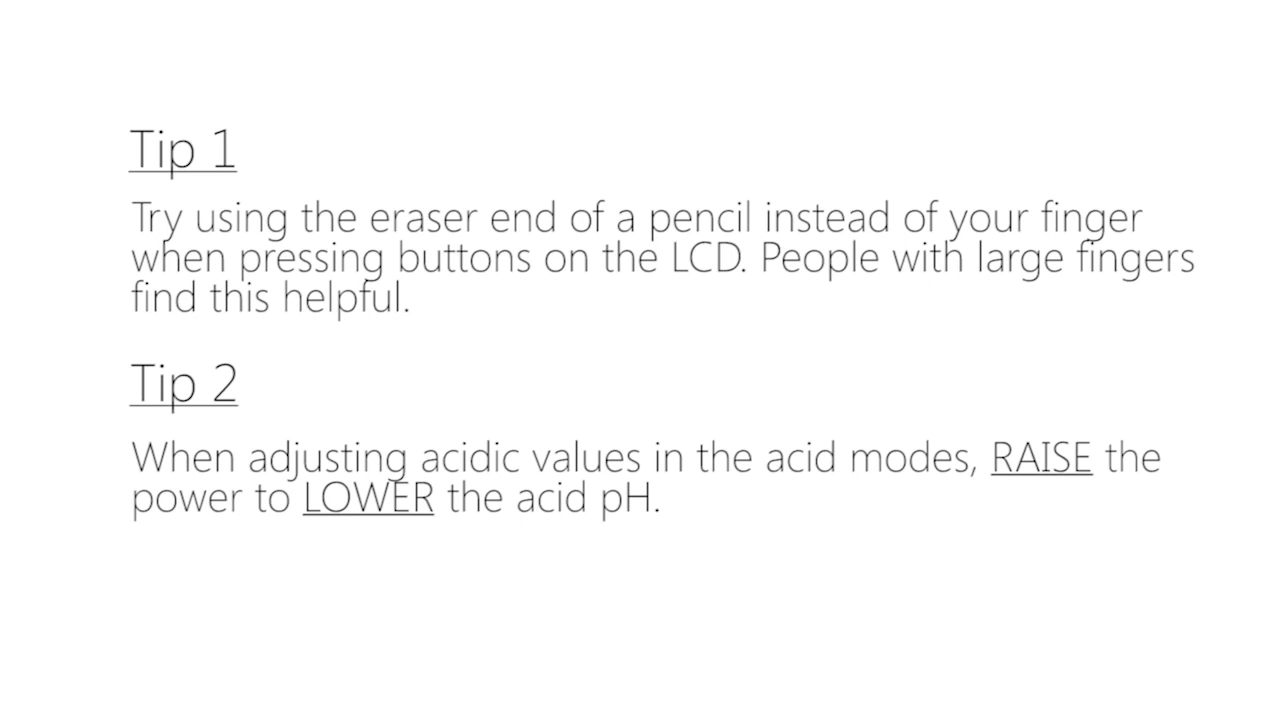 Tip 1
Try using the eraser end of a pencil instead of your finger
when pressing buttons on the LCD. People with large fingers
find this helpful.
Tip 2
When adjusting acidic values in the acid modes, RAISE the
power to LOWER the acid pH.